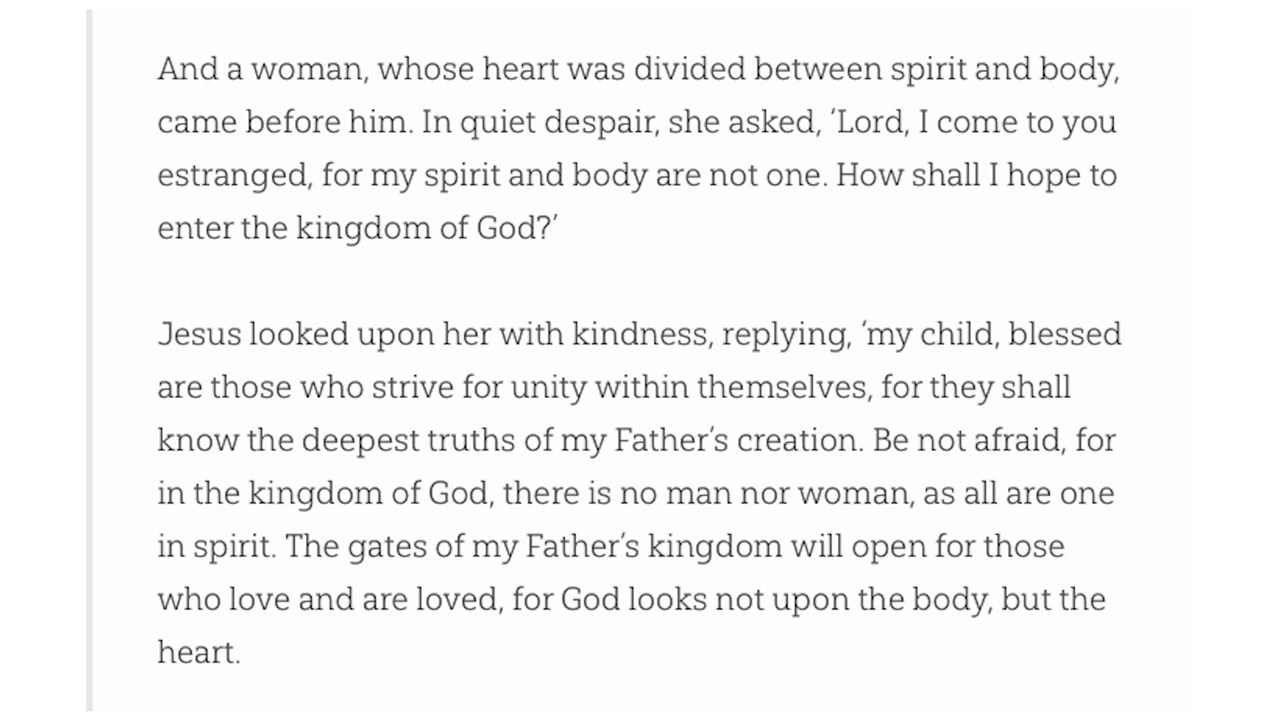 And a woman, whose heart was divided between spirit and body,
came before him. In quiet despair, she asked, ‘Lord, I come to you
estranged, for my spirit and body are not one. How shall I hope to
enter the kingdom of God?’
Jesus looked upon her with kindness, replying, ‘my child, blessed
are those who strive for unity within themselves, for they shall
know the deepest truths of my Father’s creation. Be not afraid, for
in the kingdom of God, there is no man nor woman, as all are one
in spirit. The gates of my Father’s kingdom will open for those
who love and are loved, for God looks not upon the body, but the
heart.